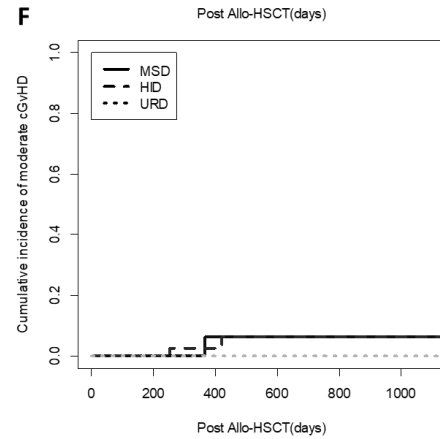 Post Allo-HSCT(days)
F
MSD
HID
URD
Cumulative incidence of moderate cGvHD
1.0
0.8
0.6
0.4
0.2
0.0
0 200 400 600 800 1000
Post Allo-HSCT(days)